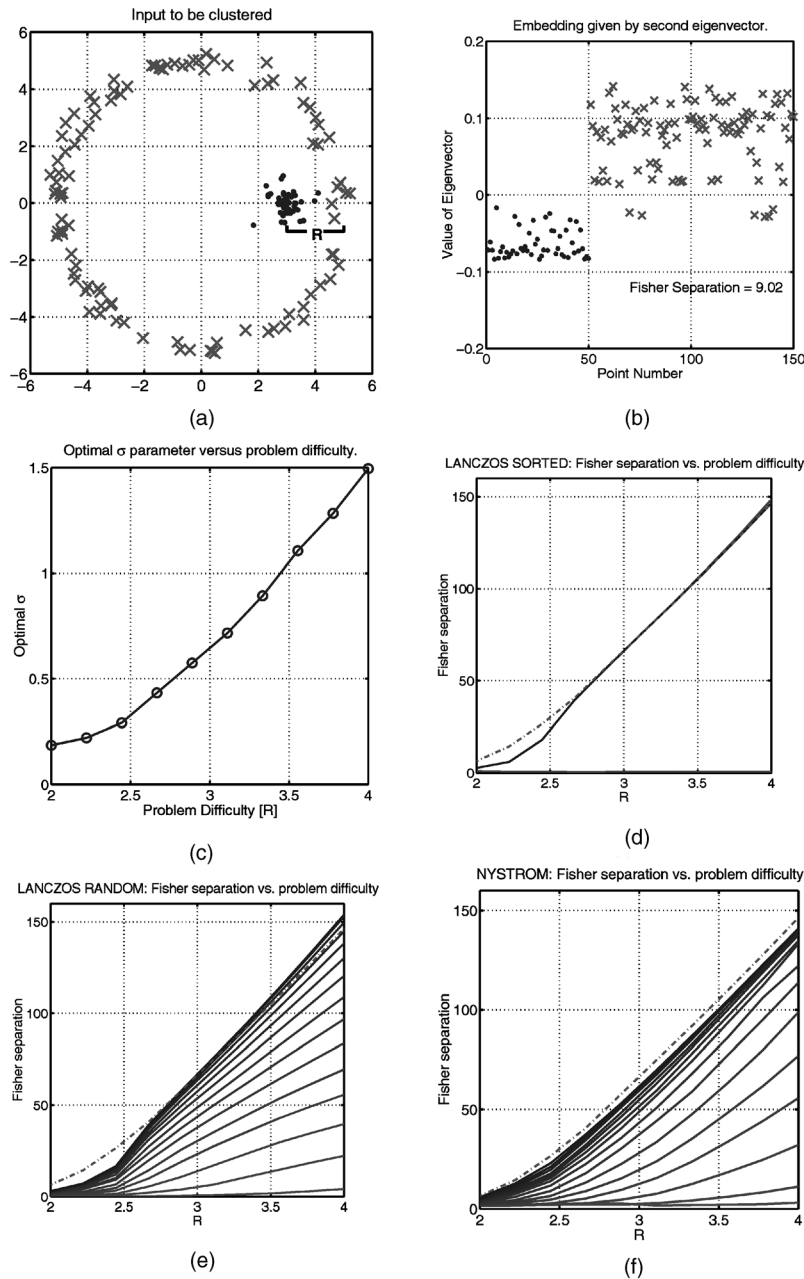 Input to be clustered
6
4
2
0
−2
−4
−6
R
−6 −4 −2 0 2 4 6
(a)
Embedding given by second eigenvector.
Value of Eigenvector
0.2
0.1
0
−0.1
−0.2
Fisher Separation = 9.02
0 50 100 150
Point Number
(b)
Optimal σ parameter versus problem difficulty.
Optimal σ
1.5
1
0.5
0
2 2.5 3 3.5 4
Problem Difficulty [R]
(c)
LANCZOS SORTED: Fisher separation vs. problem difficulty
Fisher separation
150
100
50
0
2 2.5 3 3.5 4
R
(d)
LANCZOS RANDOM: Fisher separation vs. problem difficulty
Fisher separation
150
100
50
0
2 2.5 3 3.5 4
R
(e)
NYSTROM: Fisher separation vs. problem difficulty
Fisher separation
150
100
50
0
2 2.5 3 3.5 4
R
(f)